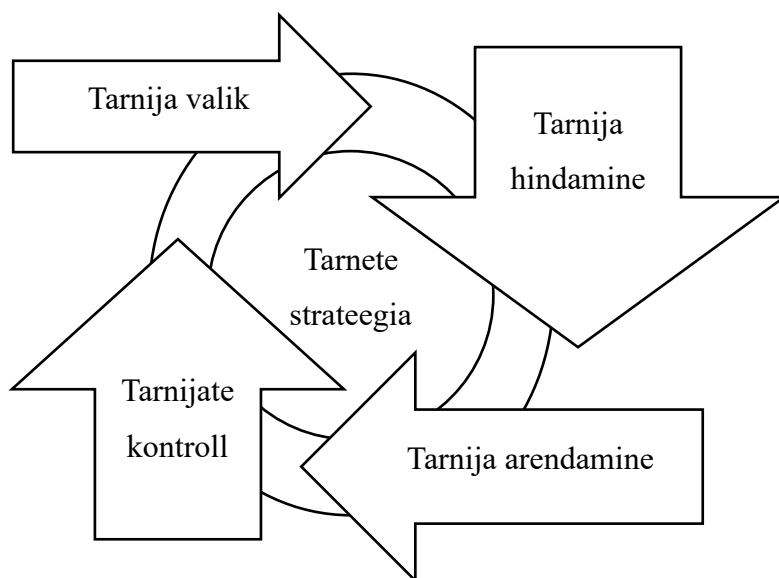 Tarnija valik
Tarnija
hindamine
Tarnete
strateegia
Tarnijate
kontroll
Tarnija arendamine